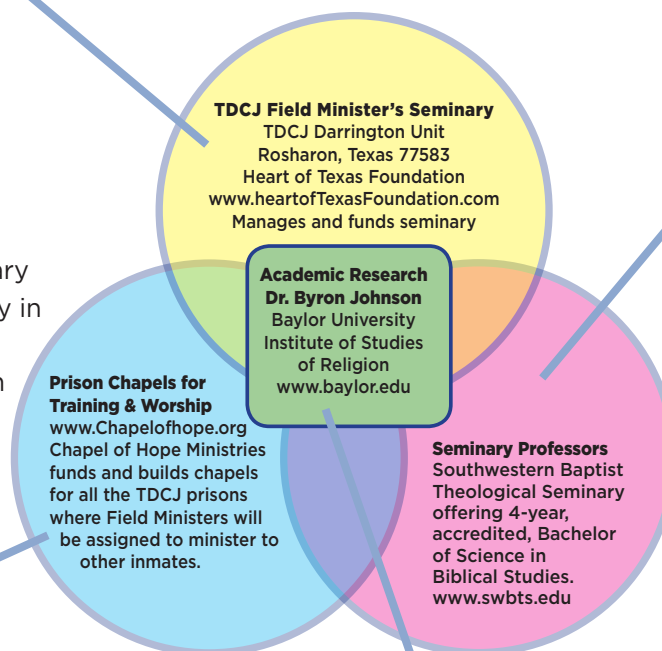 TDCJ Field Minister's Seminary
TDCJ Darrington Unit
Rosharon, Texas 77583
Heart of Texas Foundation
www.heartofTexasFoundation.com
Manages and funds seminary
Academic Research
Dr. Byron Johnson
Baylor University
Institute of Studies
of Religion
www.baylor.edu
Prison Chapels for
Training & Worship
www.Chapelofhope.org
Chapel of Hope Ministries
funds and builds chapels
for all the TDCJ prisons
where Field Ministers will
be assigned to minister to
other inmates.
Seminary Professors
Southwestern Baptist
Theological Seminary
offering 4-year,
accredited, Bachelor
of Science in
Biblical Studies.
www.swbts.edu
in